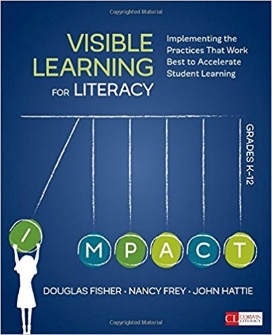 VISIBLE
LEARNING
FOR LITERACY
Implementing the
Practices That Work
Best to Accelerate
Student Learning
GRADES K–12
I M P A C T
DOUGLAS FISHER • NANCY FREY • JOHN HATTIE
CL CORWIN
LITERACY